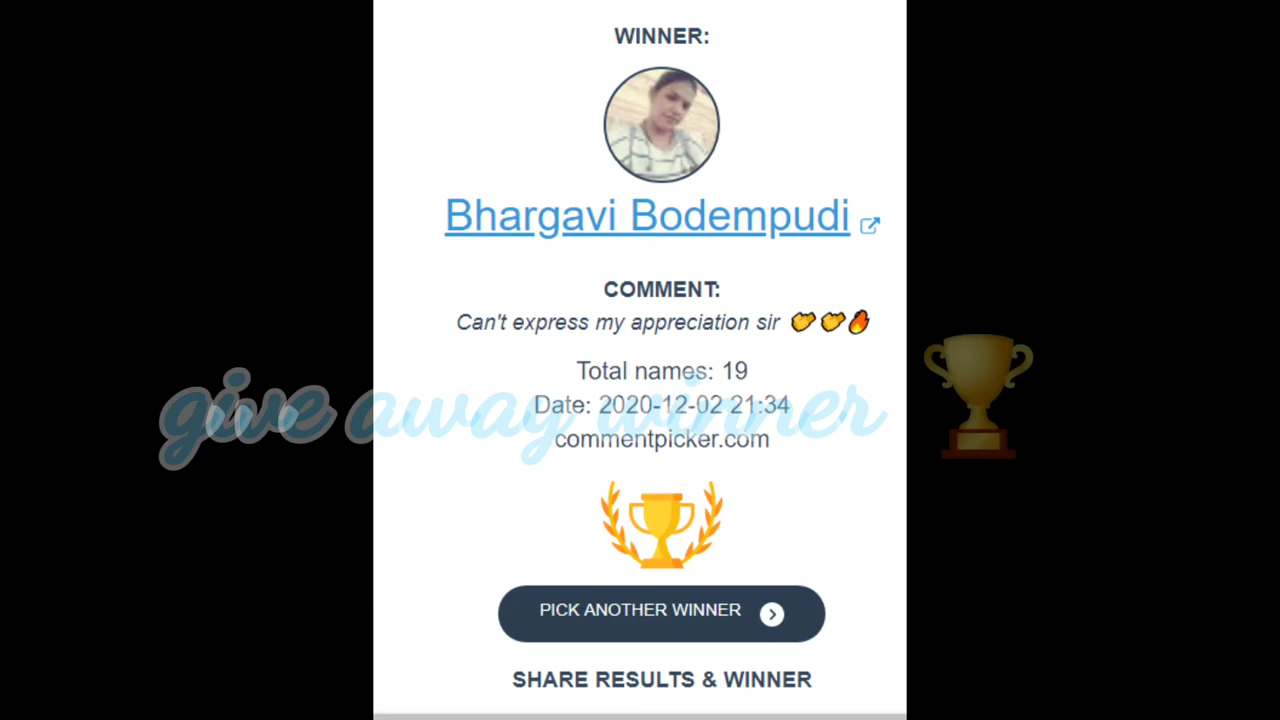 WINNER:
Bhargavi Bodempudi
COMMENT:
Can't express my appreciation sir 👏👏🔥
Total names: 19
give away winner 🏆
Date: 2020-12-02 21:34
commentpicker.com
PICK ANOTHER WINNER
SHARE RESULTS & WINNER